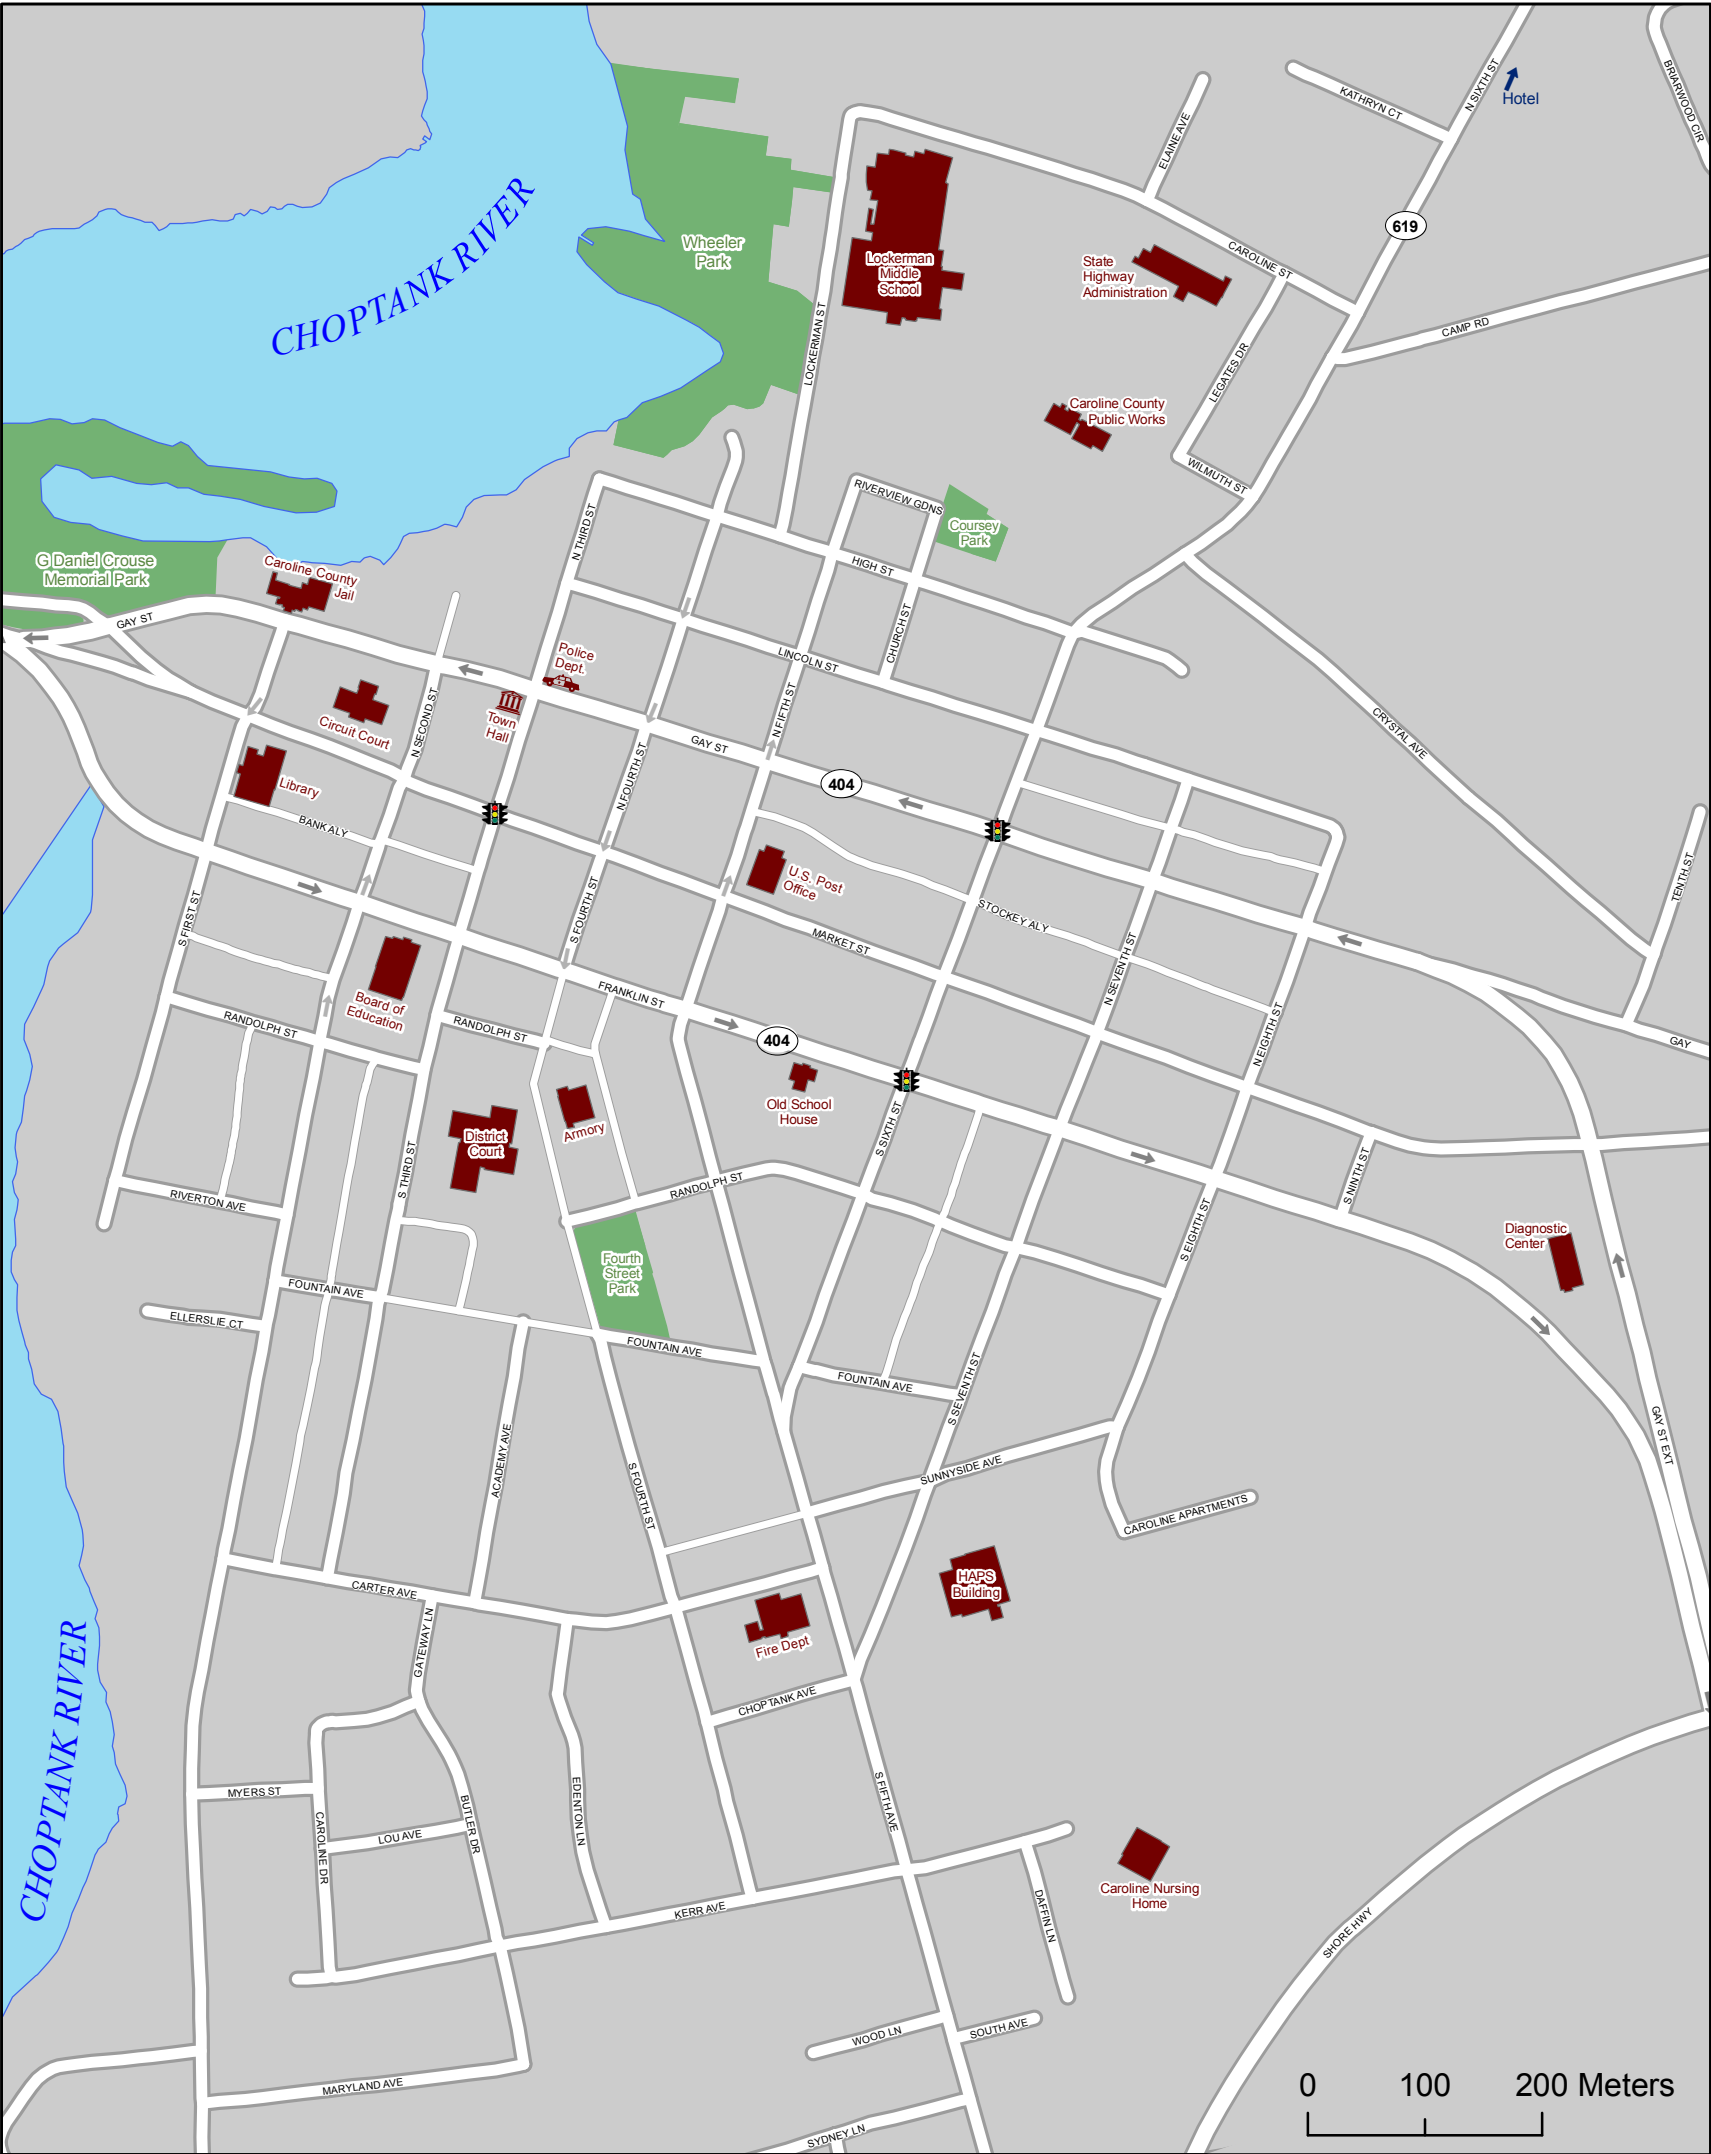 N SIXTH ST
Hotel
BRIARWOOD CIR
KATHRYN CT
ELAINE AVE
CHOPTANK RIVER
Wheeler
Park
Lockerman
Middle
School
LOCKERMAN ST
State
Highway
Administration
CAROLINE ST
619
CAMP RD
LEGATES DR
Caroline County
Public Works
WILMUTH ST
RIVERVIEW GDNS
Coursey
Park
N THIRD ST
HIGH ST
G Daniel Crouse
Memorial Park
Caroline County
Jail
GAY ST
CHURCH ST
LINCOLN ST
Police
Dept.
Town
Hall
Circuit Court
N SECOND ST
N FIFTH ST
GAY ST
404
N FOURTH ST
CRYSTAL AVE
Library
BANK ALY
U.S. Post
Office
TENTH ST
S FIRST ST
S FOURTH ST
STOCKEY ALY
MARKET ST
N SEVENTH ST
Board of
Education
FRANKLIN ST
RANDOLPH ST
RANDOLPH ST
404
N EIGHTH ST
GAY
Old School
House
S SIXTH ST
Armory
District
Court
S THIRD ST
RANDOLPH ST
S NINTH ST
RIVERTON AVE
S EIGHTH ST
Diagnostic
Center
Fourth
Street
Park
FOUNTAIN AVE
ELLERSLIE CT
FOUNTAIN AVE
FOUNTAIN AVE
S SEVENTH ST
GAY ST EXT
ACADEMY AVE
S FOURTH ST
SUNNYSIDE AVE
CAROLINE APARTMENTS
HAPS
Building
CARTER AVE
GATEWAY LN
Fire Dept
CHOPTANK AVE
CHOPTANK RIVER
MYERS ST
CAROLINE DR
LOU AVE
BUTLER DR
EDENTON LN
S FIFTH AVE
KERR AVE
DAFFIN LN
Caroline Nursing
Home
SHORE HWY
WOOD LN
SOUTH AVE
MARYLAND AVE
SYDNEY LN
0 100 200 Meters